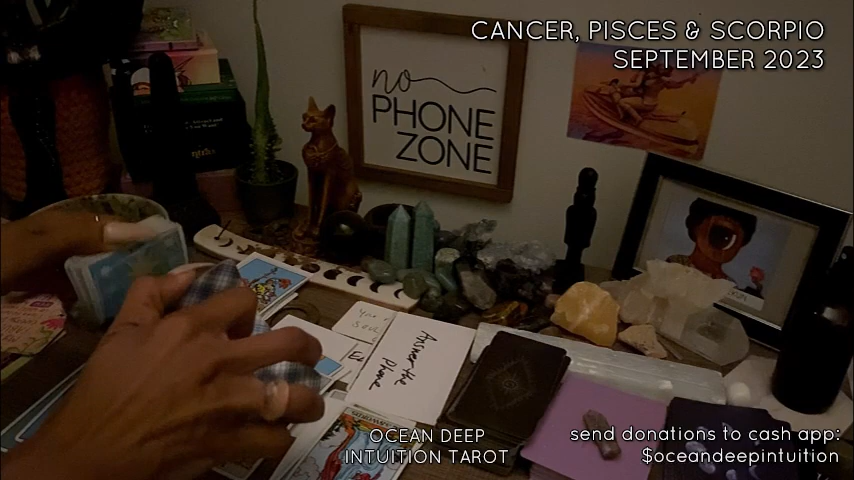 CANCER, PISCES & SCORPIO
SEPTEMBER 2023
no
PHONE
ZONE
Answer the
Phone
OCEAN DEEP
INTUITION TAROT
send donations to cash app:
$oceandeepintuition